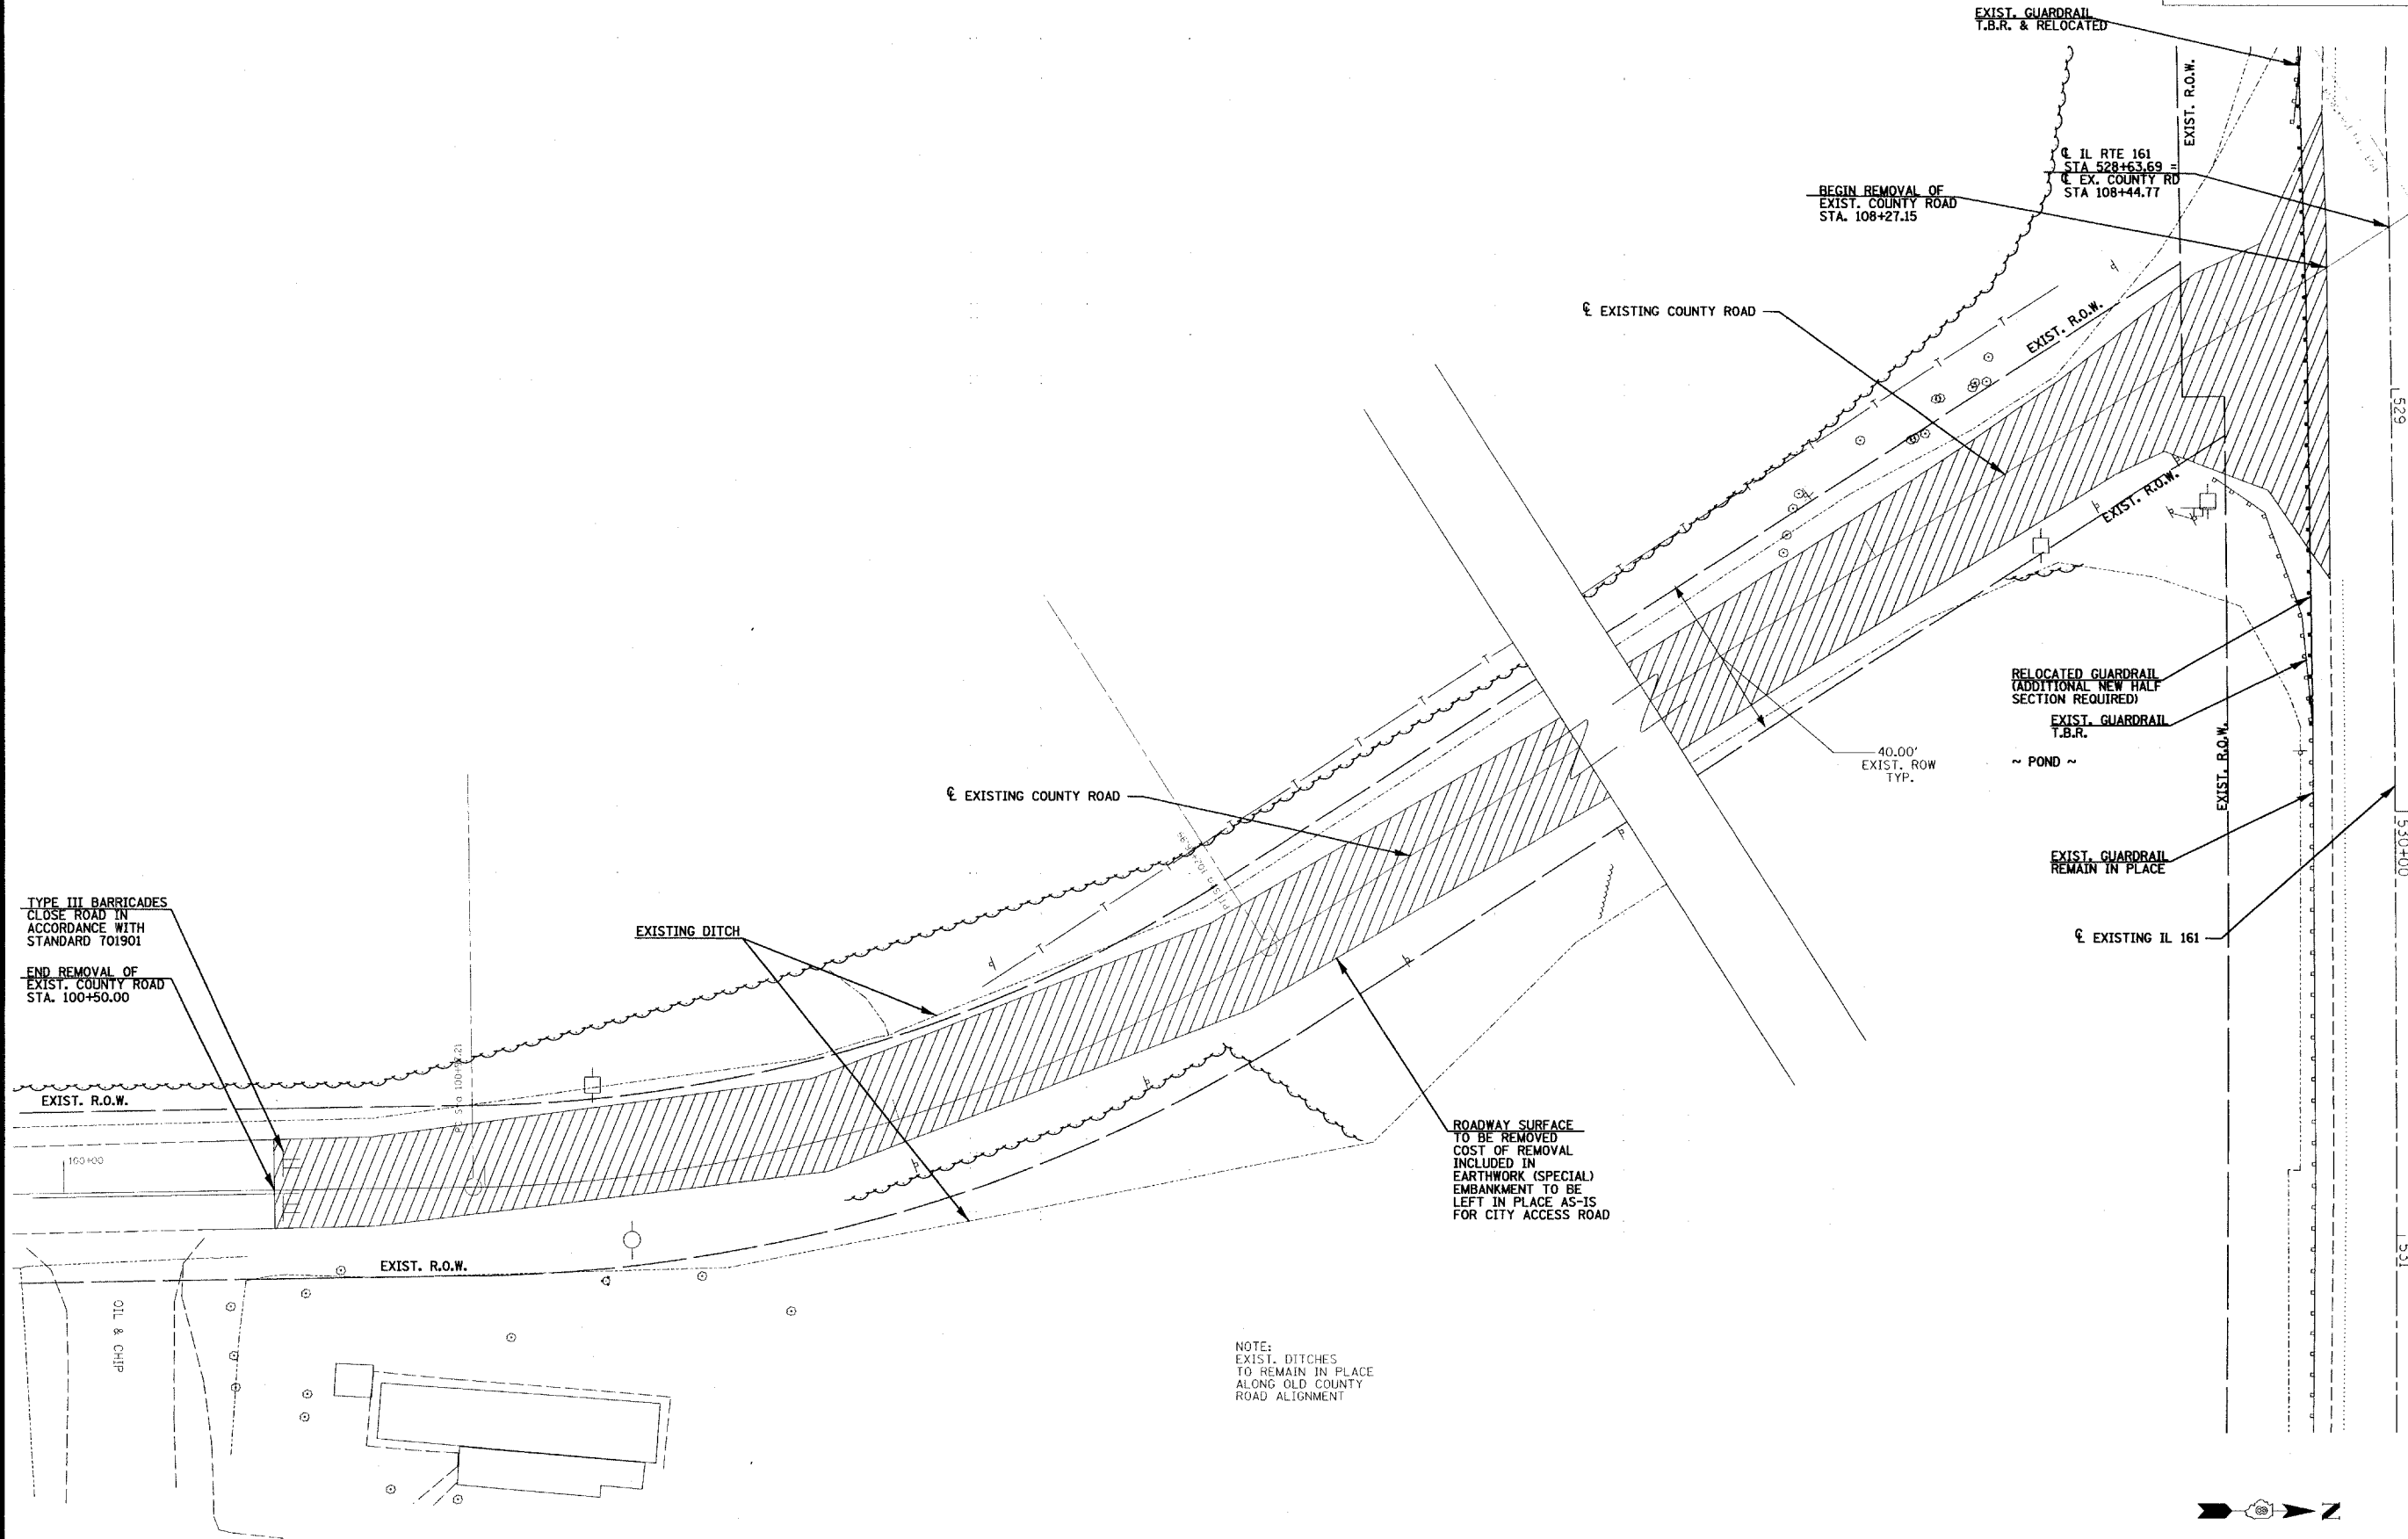 EXIST. GUARDRAIL
T.B.R. & RELOCATED
EXIST. R.O.W.
℄ IL RTE 161
STA 528+63.69 =
℄ EX. COUNTY RD
STA 108+44.77
BEGIN REMOVAL OF
EXIST. COUNTY ROAD
STA. 108+27.15
℄ EXISTING COUNTY ROAD
EXIST. R.O.W.
529
EXIST. R.O.W.
RELOCATED GUARDRAIL
(ADDITIONAL NEW HALF
SECTION REQUIRED)
EXIST. GUARDRAIL
T.B.R.
~ POND ~
40.00'
EXIST. ROW
TYP.
EXIST. R.O.W.
530+00
EXIST. GUARDRAIL
REMAIN IN PLACE
℄ EXISTING IL 161
℄ EXISTING COUNTY ROAD
TYPE III BARRICADES
CLOSE ROAD IN
ACCORDANCE WITH
STANDARD 701901
END REMOVAL OF
EXIST. COUNTY ROAD
STA. 100+50.00
EXISTING DITCH
EXIST. R.O.W.
100+00
EXIST. R.O.W.
OIL & CHIP
ROADWAY SURFACE
TO BE REMOVED
COST OF REMOVAL
INCLUDED IN
EARTHWORK (SPECIAL)
EMBANKMENT TO BE
LEFT IN PLACE AS-IS
FOR CITY ACCESS ROAD
531
NOTE:
EXIST. DITCHES
TO REMAIN IN PLACE
ALONG OLD COUNTY
ROAD ALIGNMENT
N